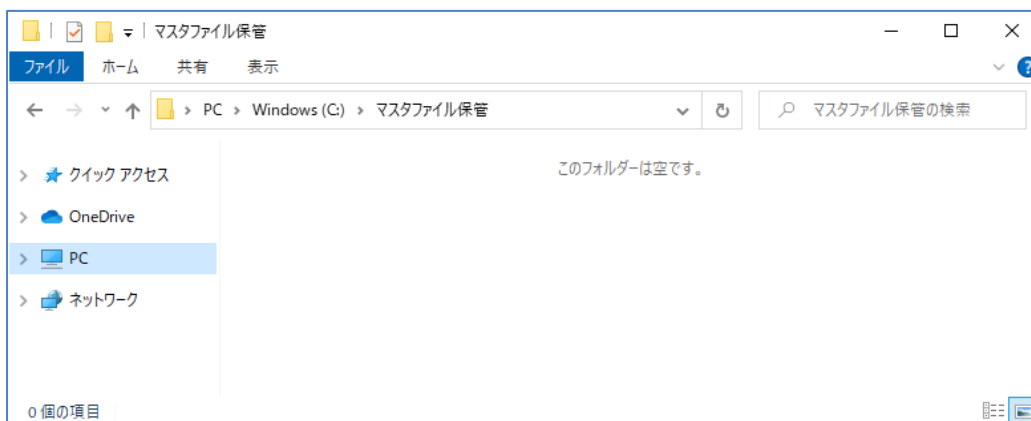 マスタファイル保管
ファイル ホーム 共有 表示
PC > Windows (C:) > マスタファイル保管 マスタファイル保管の検索
クイック アクセス
このフォルダーは空です。
OneDrive
PC
ネットワーク
0 個の項目